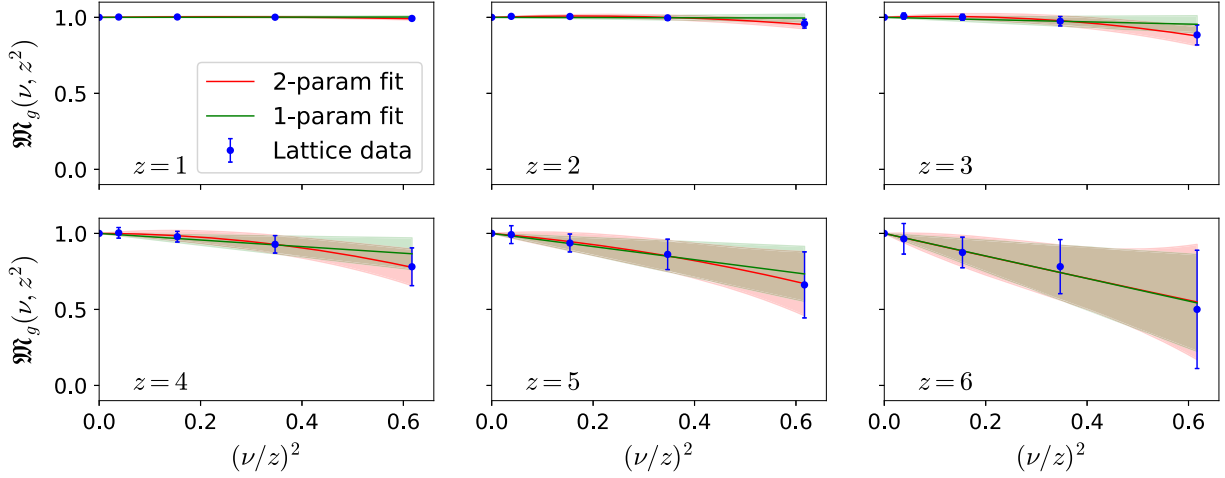 𝔐_g(ν, z²)
1.0
0.5
0.0
2-param fit
1-param fit
Lattice data
z = 1
z = 2
z = 3
𝔐_g(ν, z²)
1.0
0.5
0.0
z = 4
z = 5
z = 6
0.0 0.2 0.4 0.6 0.0 0.2 0.4 0.6 0.0 0.2 0.4 0.6
(ν/z)² (ν/z)² (ν/z)²